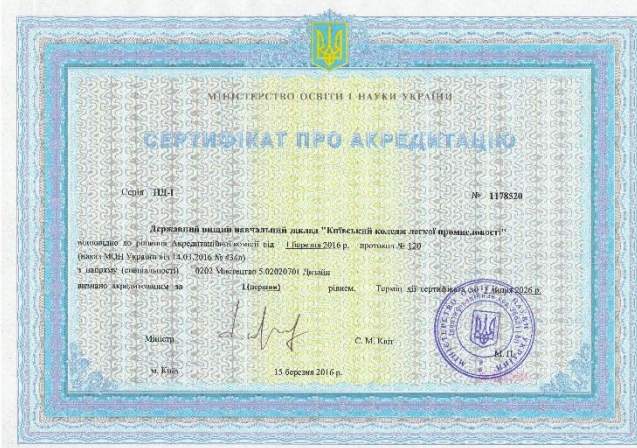 МІНІСТЕРСТВО ОСВІТИ І НАУКИ УКРАЇНИ
СЕРТИФІКАТ ПРО АКРЕДИТАЦІЮ
Серія НД-І № 1178520
Державний вищий навчальний заклад "Київський коледж легкої промисловості"
відповідно до рішення Акредитаційної комісії від 1 березня 2016 р. протокол № 120
(наказ МОН України від 14.03.2016 № 434л)
з напряму (спеціальності) 0202 Мистецтво 5.02020701 Дизайн
визнано акредитованим за І (першим) рівнем. Термін дії сертифіката до 1 липня 2026 р.
Міністр С. М. Квіт
М. П.
м. Київ 15 березня 2016 р.